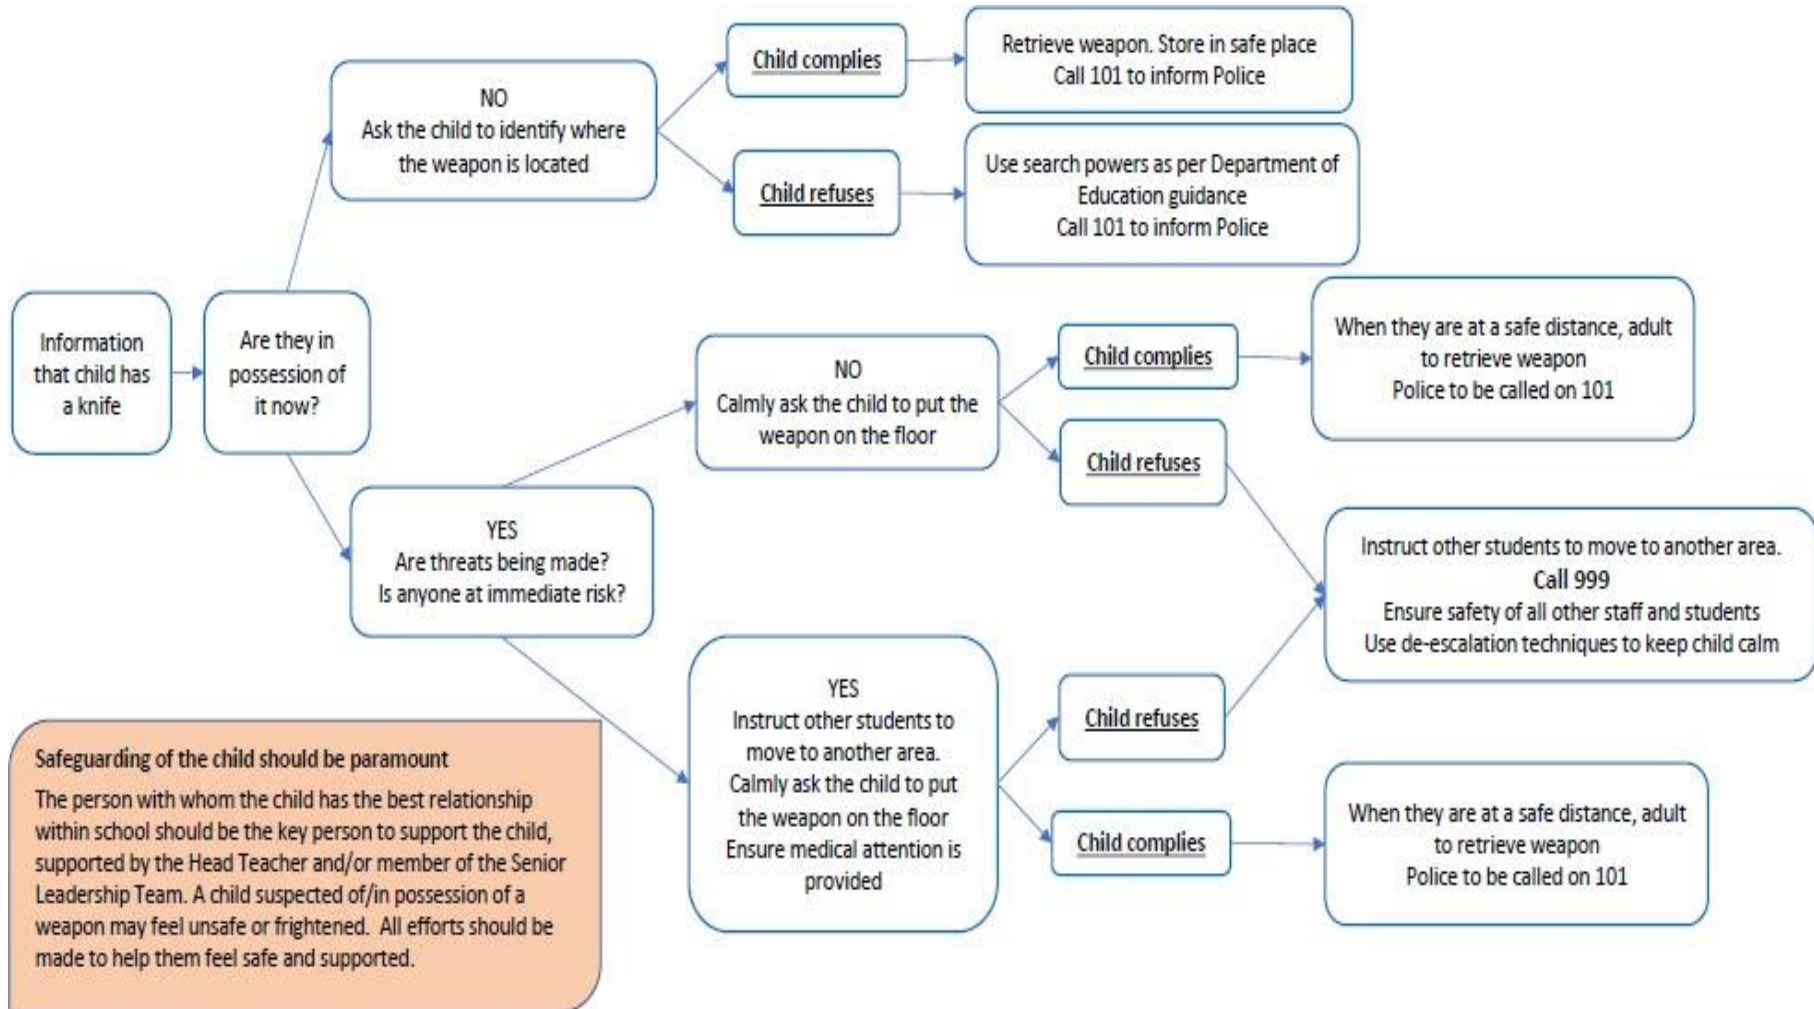 Information
that child has
a knife
Are they in
possession of
it now?
NO
Ask the child to identify where
the weapon is located
Child complies
Retrieve weapon. Store in safe place
Call 101 to inform Police
Child refuses
Use search powers as per Department of
Education guidance
Call 101 to inform Police
YES
Are threats being made?
Is anyone at immediate risk?
NO
Calmly ask the child to put the
weapon on the floor
Child complies
When they are at a safe distance, adult
to retrieve weapon
Police to be called on 101
Child refuses
Instruct other students to move to another area.
Call 999
Ensure safety of all other staff and students
Use de-escalation techniques to keep child calm
YES
Instruct other students to
move to another area.
Calmly ask the child to put
the weapon on the floor
Ensure medical attention is
provided
Child refuses
Child complies
When they are at a safe distance, adult
to retrieve weapon
Police to be called on 101
Safeguarding of the child should be paramount
The person with whom the child has the best relationship
within school should be the key person to support the child,
supported by the Head Teacher and/or member of the Senior
Leadership Team. A child suspected of/in possession of a
weapon may feel unsafe or frightened.  All efforts should be
made to help them feel safe and supported.